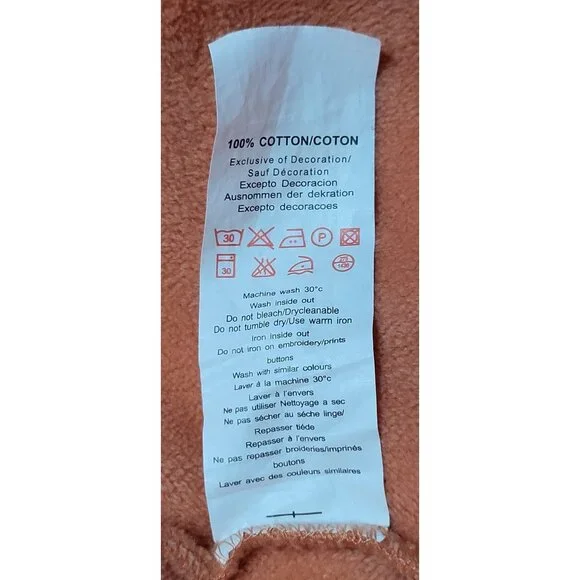 100% COTTON/COTON
Exclusive of Decoration/
Sauf Décoration
Excepto Decoracion
Ausnommen der dekration
Excepto decoracoes
30 P
30
Machine wash 30°c
Wash inside out
Do not bleach/Drycleanable
Do not tumble dry/Use warm iron
Iron inside out
Do not iron on embroidery/prints
buttons
Wash with similar colours
Laver à la machine 30°c
Laver à l'envers
Ne pas utiliser Nettoyage a sec
Ne pas sécher au séche linge/
Repasser tiéde
Repasser à l'envers
Ne pas repasser broideries/imprinés
boutons
Laver avec des couleurs similaires